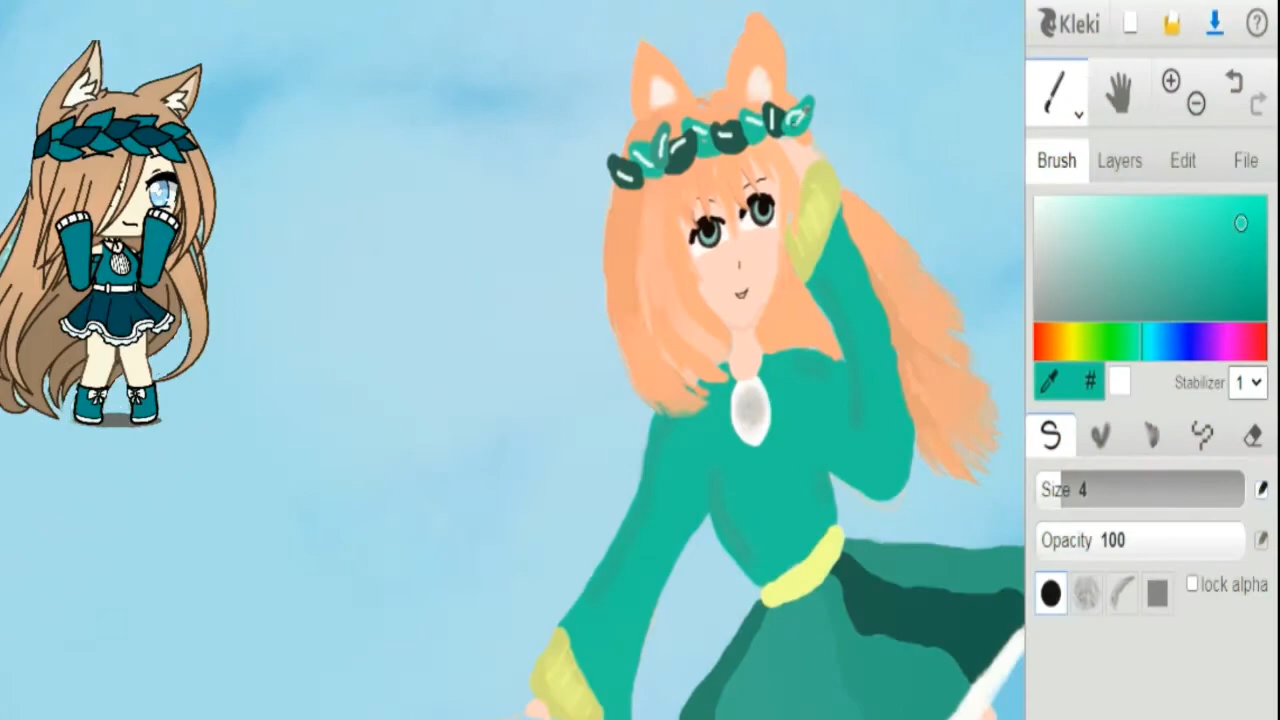 Kleki
Brush Layers Edit File
# Stabilizer 1
Size 4
Opacity 100
lock alpha